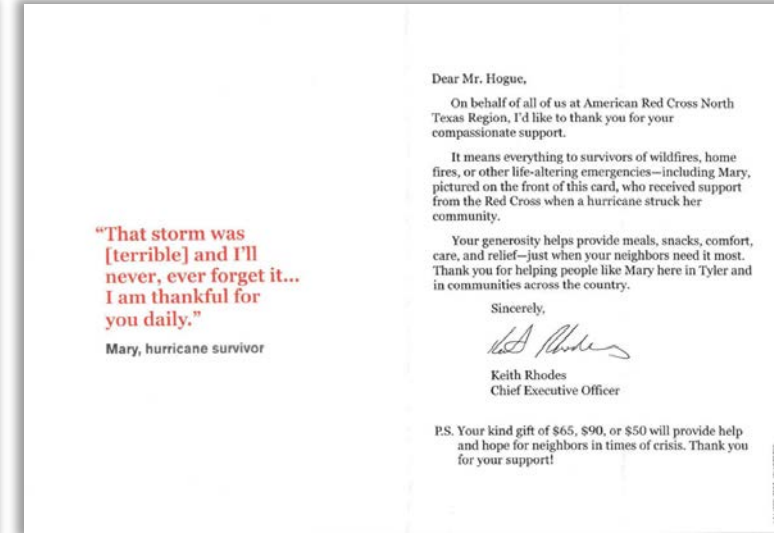 “That storm was
[terrible] and I’ll
never, ever forget it...
I am thankful for
you daily.”
Mary, hurricane survivor
Dear Mr. Hogue,
On behalf of all of us at American Red Cross North
Texas Region, I’d like to thank you for your
compassionate support.
It means everything to survivors of wildfires, home
fires, or other life-altering emergencies—including Mary,
pictured on the front of this card, who received support
from the Red Cross when a hurricane struck her
community.
Your generosity helps provide meals, snacks, comfort,
care, and relief—just when your neighbors need it most.
Thank you for helping people like Mary here in Tyler and
in communities across the country.
Sincerely,
Keith Rhodes
Keith Rhodes
Chief Executive Officer
P.S. Your kind gift of $65, $90, or $50 will provide help
and hope for neighbors in times of crisis. Thank you
for your support!